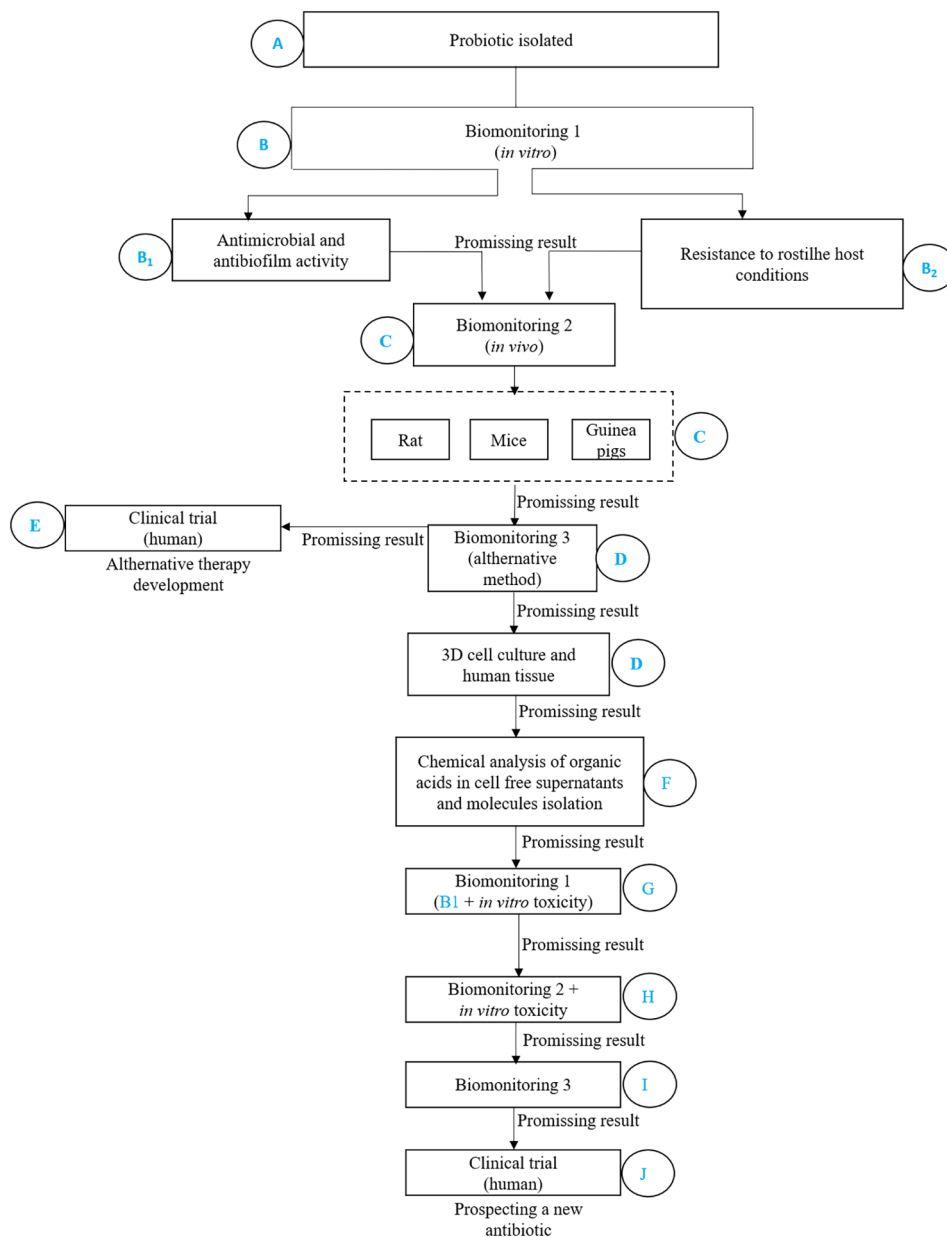 A
Probiotic isolated
B
Biomonitoring 1
(in vitro)
B1
Antimicrobial and
antibiofilm activity
Promissing result
Resistance to rostilhe host
conditions
B2
C
Biomonitoring 2
(in vivo)
Rat
Mice
Guinea
pigs
C
Promissing result
E
Clinical trial
(human)
Promissing result
Althernative therapy
development
Biomonitoring 3
(althernative
method)
D
Promissing result
3D cell culture and
human tissue
D
Promissing result
Chemical analysis of organic
acids in cell free supernatants
and molecules isolation
F
Promissing result
Biomonitoring 1
(B1 + in vitro toxicity)
G
Promissing result
Biomonitoring 2 +
in vitro toxicity
H
Promissing result
Biomonitoring 3
I
Promissing result
Clinical trial
(human)
J
Prospecting a new
antibiotic